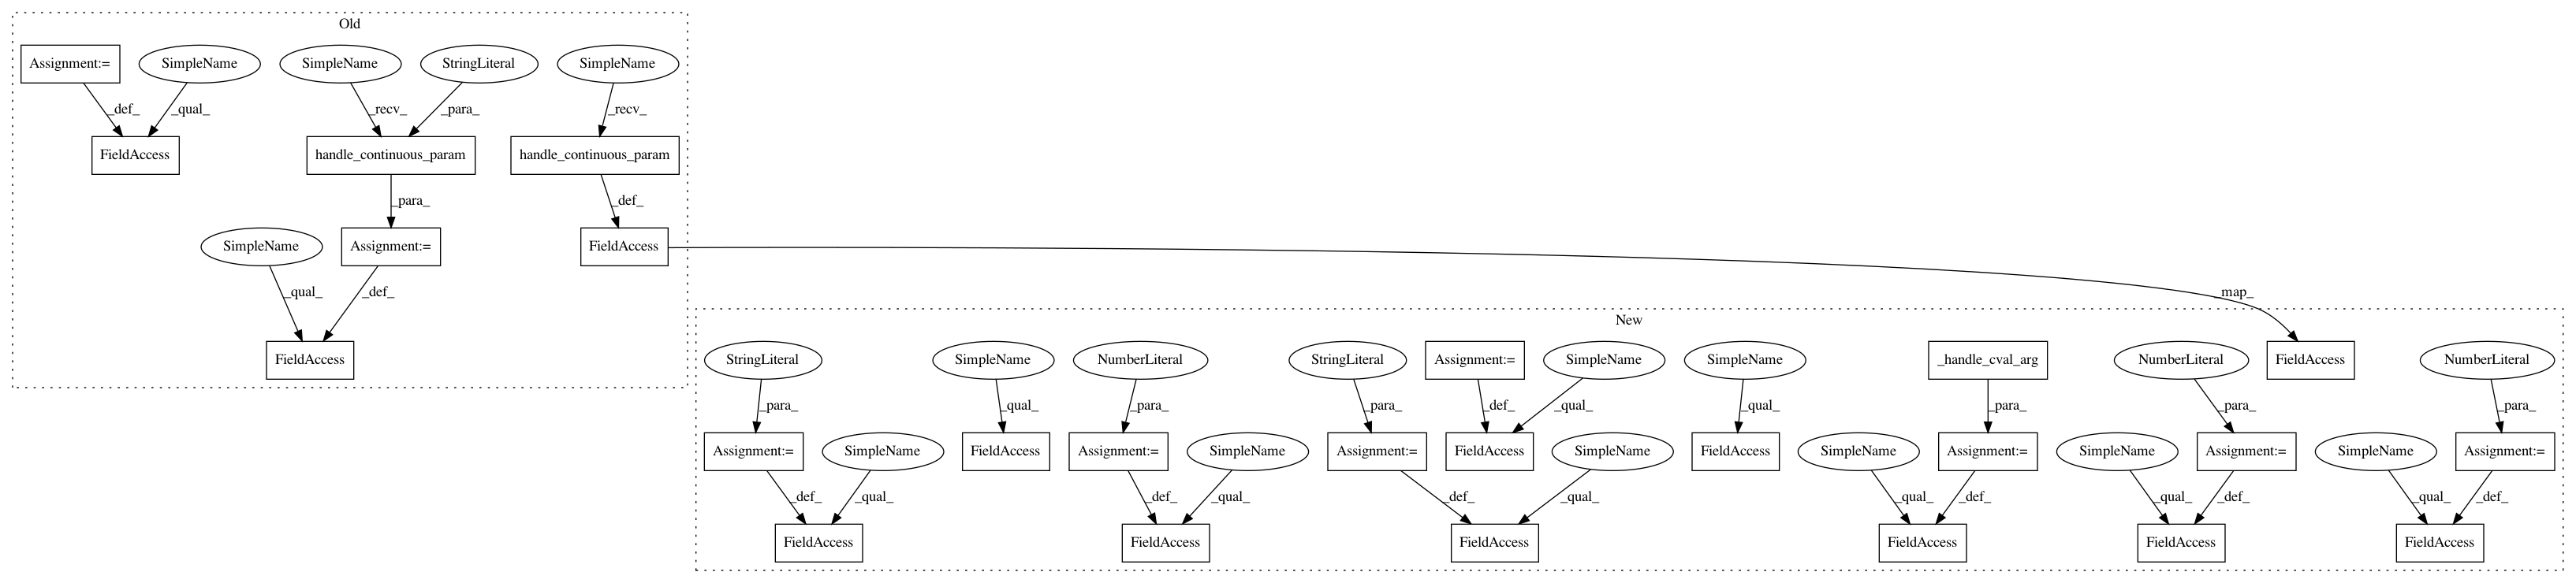 Old
Assignment:=
SimpleName
SimpleName
StringLiteral
SimpleName
_def_
_qual_
_recv_
_para_
_recv_
FieldAccess
handle_continuous_param
handle_continuous_param
_para_
_def_
SimpleName
Assignment:=
FieldAccess
_qual_
_def_
_map_
FieldAccess
New
StringLiteral
SimpleName
NumberLiteral
StringLiteral
Assignment:=
SimpleName
SimpleName
_handle_cval_arg
NumberLiteral
FieldAccess
NumberLiteral
_para_
_qual_
_para_
_para_
_def_
_qual_
_qual_
_para_
_para_
_para_
Assignment:=
SimpleName
FieldAccess
Assignment:=
SimpleName
Assignment:=
FieldAccess
SimpleName
FieldAccess
SimpleName
Assignment:=
SimpleName
Assignment:=
SimpleName
Assignment:=
_def_
_qual_
_def_
_qual_
_def_
_qual_
_qual_
_def_
_qual_
_def_
_qual_
_def_
FieldAccess
FieldAccess
FieldAccess
FieldAccess
FieldAccess
FieldAccess